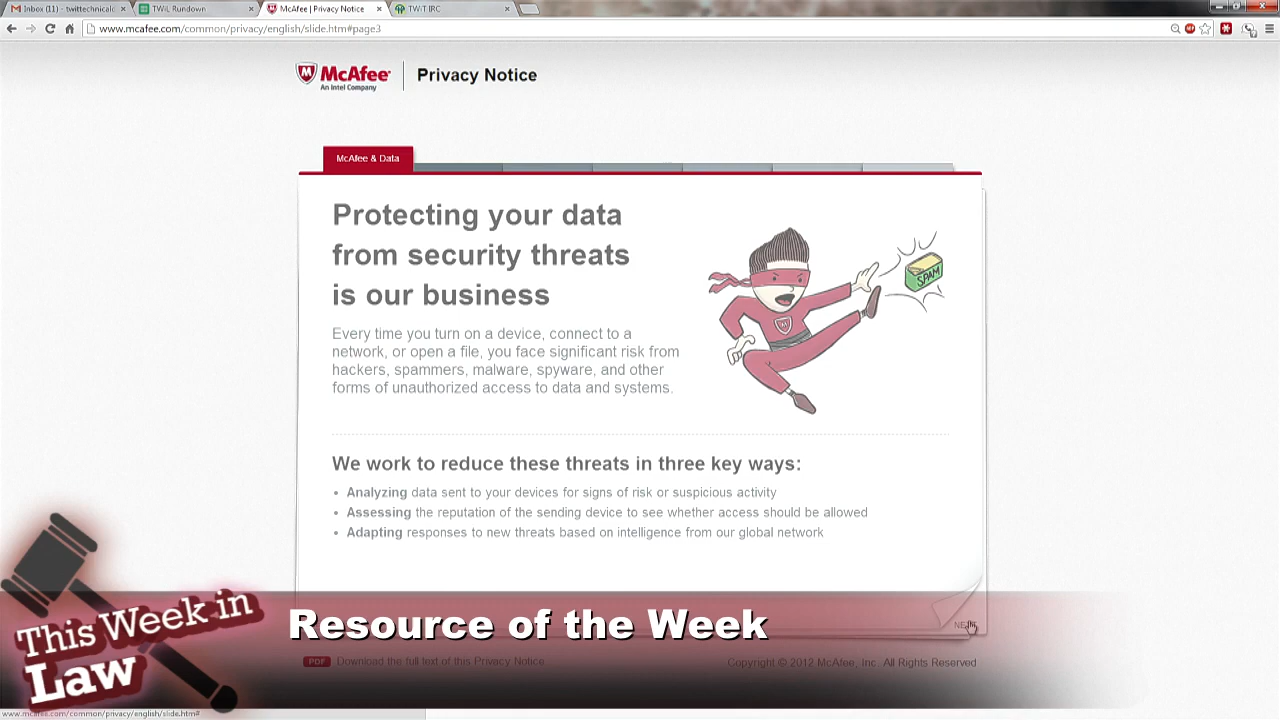 Inbox (11) - twittechnical
TWiL Rundown
McAfee | Privacy Notice
TWiT IRC
www.mcafee.com/common/privacy/english/slide.htm#page3
McAfee
An Intel Company
Privacy Notice
McAfee & Data
Protecting your data
from security threats
is our business
Every time you turn on a device, connect to a
network, or open a file, you face significant risk from
hackers, spammers, malware, spyware, and other
forms of unauthorized access to data and systems.
SPAM
We work to reduce these threats in three key ways:
• Analyzing data sent to your devices for signs of risk or suspicious activity
• Assessing the reputation of the sending device to see whether access should be allowed
• Adapting responses to new threats based on intelligence from our global network
This Week in
Law
Resource of the Week
PDF Download the full text of this Privacy Notice
Copyright © 2012 McAfee, Inc. All Rights Reserved
www.mcafee.com/common/privacy/english/slide.htm#